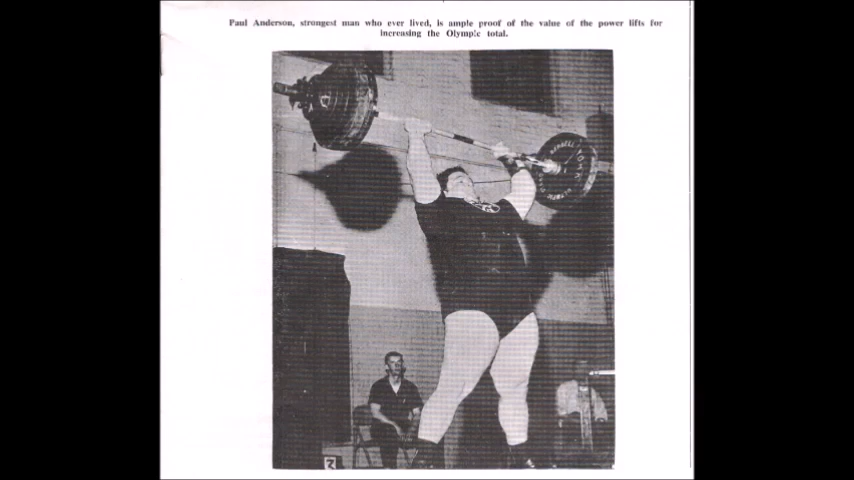 Paul Anderson, strongest man who ever lived, is ample proof of the value of the power lifts for
increasing the Olympic total.
YORK